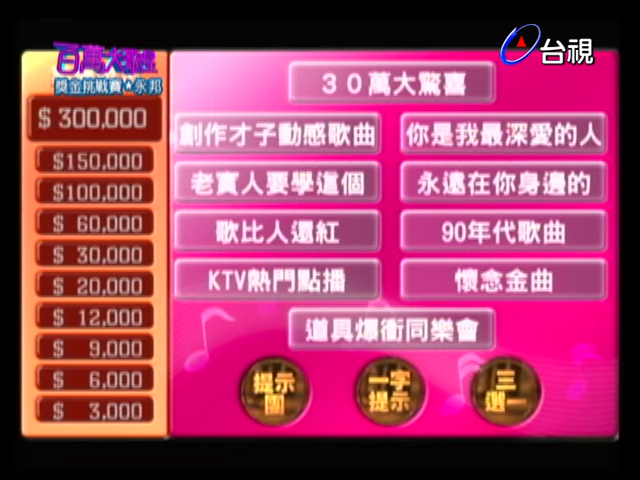 台視
百萬大歌星
獎金挑戰賽★永邦
$ 300,000
$150,000
$100,000
$ 60,000
$ 30,000
$ 20,000
$ 12,000
$ 9,000
$ 6,000
$ 3,000
30萬大驚喜
創作才子動感歌曲
你是我最深愛的人
老實人要學這個
永遠在你身邊的
歌比人還紅
90年代歌曲
KTV熱門點播
懷念金曲
道具爆衝同樂會
提示
團
一字
提示
三
選一